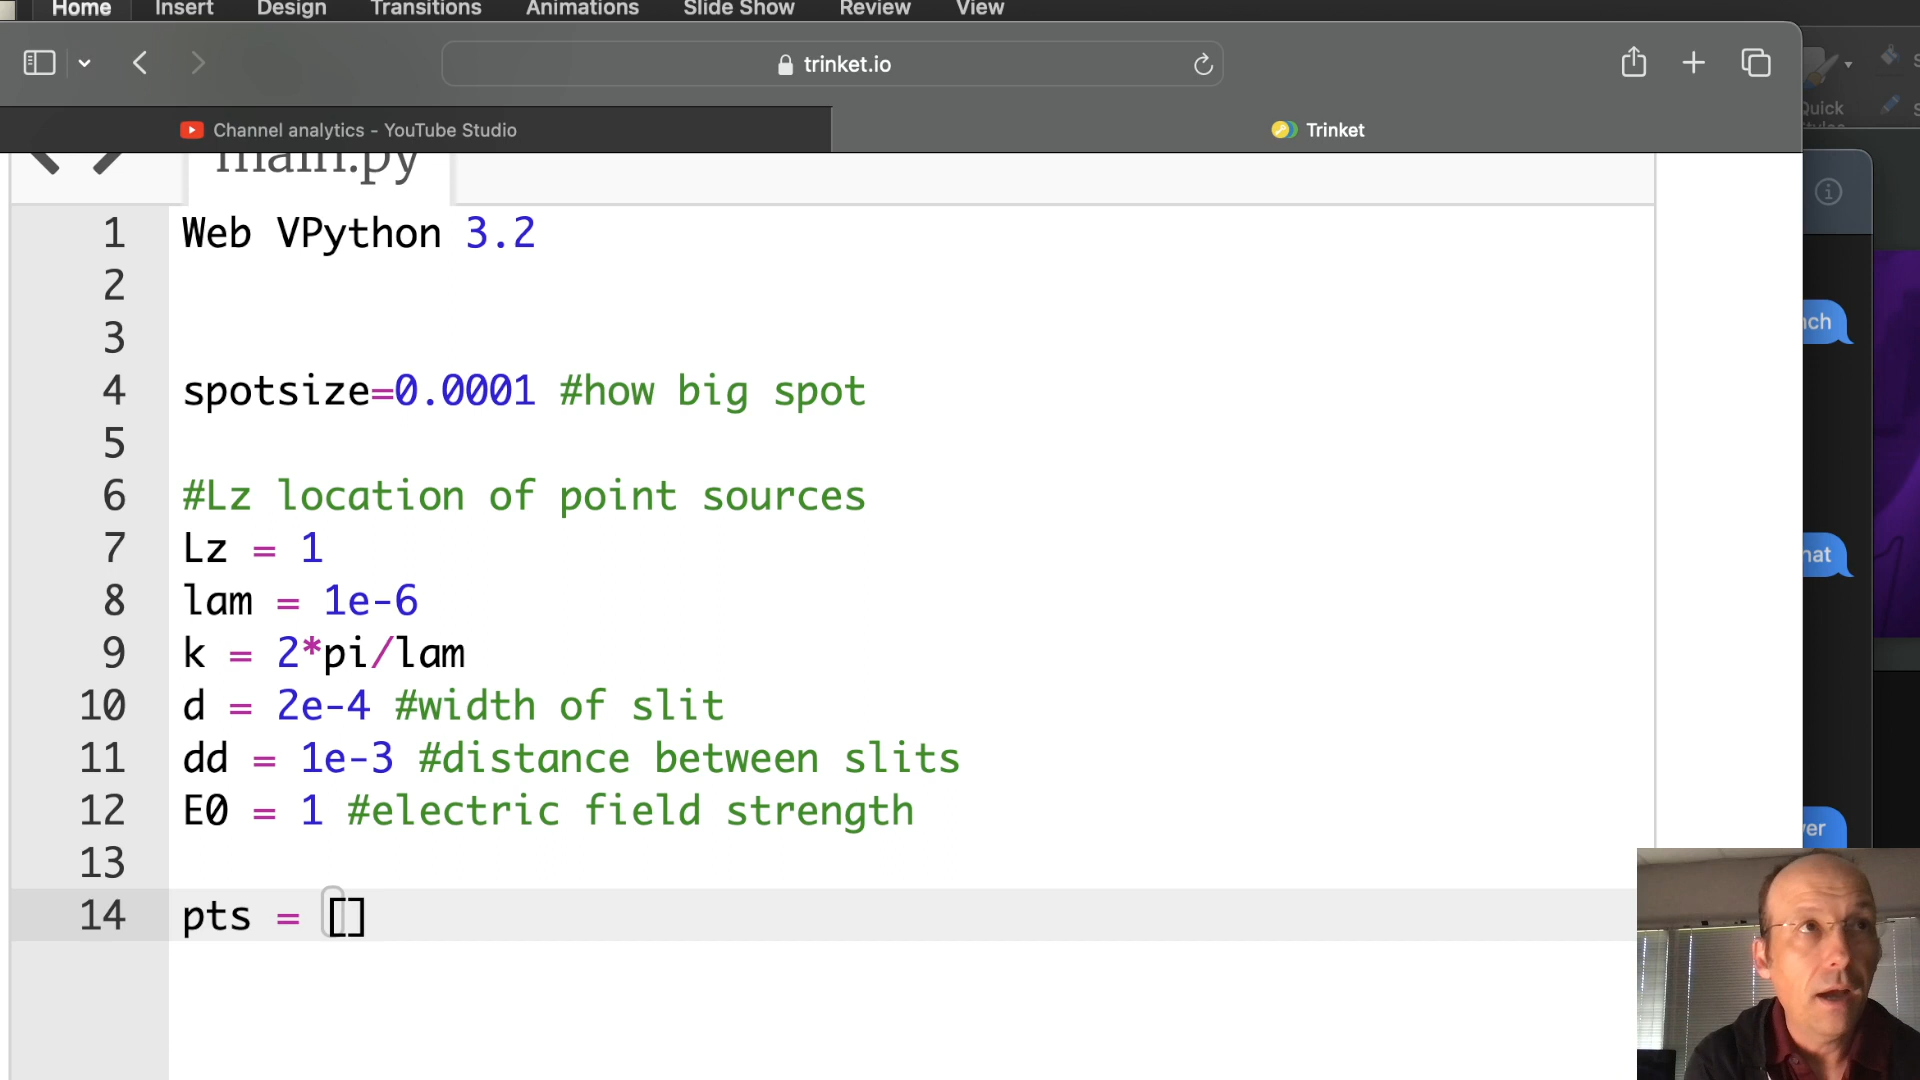 Home Insert Design Transitions Animations Slide Show Review View
trinket.io
Quick
Channel analytics - YouTube Studio
Trinket
main.py
1 Web VPython 3.2
2
3
4 spotsize=0.0001 #how big spot
5
6 #Lz location of point sources
7 Lz = 1
8 lam = 1e-6
9 k = 2*pi/lam
10 d = 2e-4 #width of slit
11 dd = 1e-3 #distance between slits
12 E0 = 1 #electric field strength
13
14 pts = []